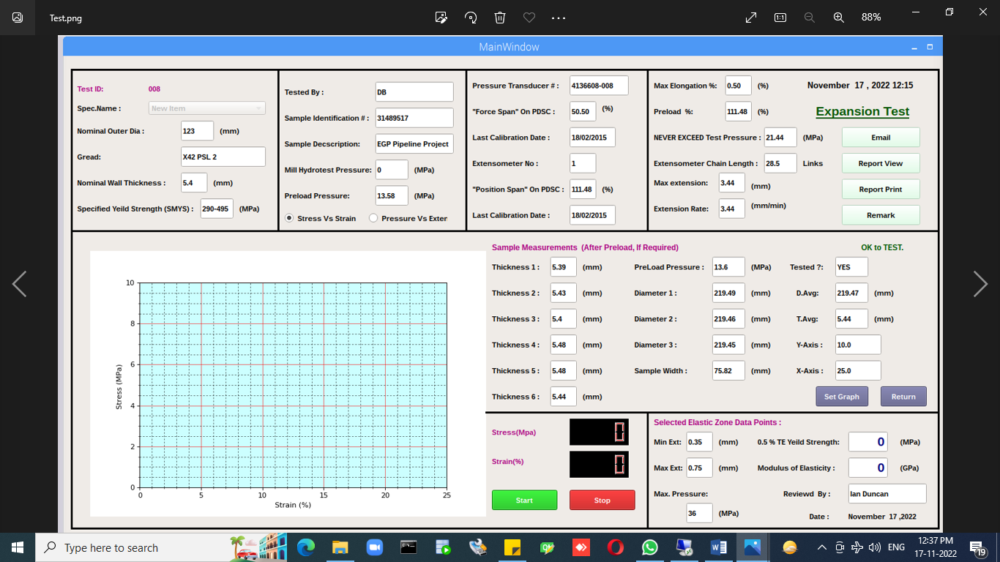 Test.png
88%
MainWindow
Test ID: 008
Spec.Name : New Item
Nominal Outer Dia : 123 (mm)
Gread: X42 PSL 2
Nominal Wall Thickness : 5.4 (mm)
Specified Yeild Strength (SMYS) : 290-495 (MPa)
Tested By : DB
Sample Identification # : 31489517
Sample Decscription: EGP Pipeline Project
Mill Hydrotest Pressure: 0 (MPa)
Preload Pressure: 13.58 (MPa)
Stress Vs Strain Pressure Vs Exter
Pressure Transducer # : 4136608-008
"Force Span" On PDSC : 50.50 (%)
Last Calibration Date : 18/02/2015
Extensometer No : 1
"Position Span" On PDSC : 111.48 (%)
Last Calibration Date : 18/02/2015
Max Elongation %: 0.50 (%)
Preload %: 111.48 (%)
NEVER EXCEED Test Pressure : 21.44 (MPa)
Extensometer Chain Length : 28.5 Links
Max extension: 3.44 (mm)
Extension Rate: 3.44 (mm/min)
November 17 , 2022 12:15
Expansion Test
Email
Report View
Report Print
Remark
10
8
6
4
2
0
Stress (MPa)
0 5 10 15 20 25
Strain (%)
Sample Measurements (After Preload, If Required) OK to TEST.
Thickness 1 : 5.39 (mm) PreLoad Pressure : 13.6 (MPa) Tested ?: YES
Thickness 2 : 5.43 (mm) Diameter 1 : 219.49 (mm) D.Avg: 219.47 (mm)
Thickness 3 : 5.4 (mm) Diameter 2 : 219.46 (mm) T.Avg: 5.44 (mm)
Thickness 4 : 5.48 (mm) Diameter 3 : 219.45 (mm) Y-Axis : 10.0
Thickness 5 : 5.48 (mm) Sample Width : 75.82 (mm) X-Axis : 25.0
Thickness 6 : 5.44 (mm) Set Graph Return
Stress(Mpa) 0
Strain(%) 0
Start Stop
Selected Elastic Zone Data Points :
Min Ext: 0.35 (mm) 0.5 % TE Yeild Strength: 0 (MPa)
Max Ext: 0.75 (mm) Modulus of Elasticity : 0 (GPa)
Max. Pressure: Reviewd By : Ian Duncan
36 (MPa) Date : November 17 ,2022
Type here to search
ENG
12:37 PM
17-11-2022
19